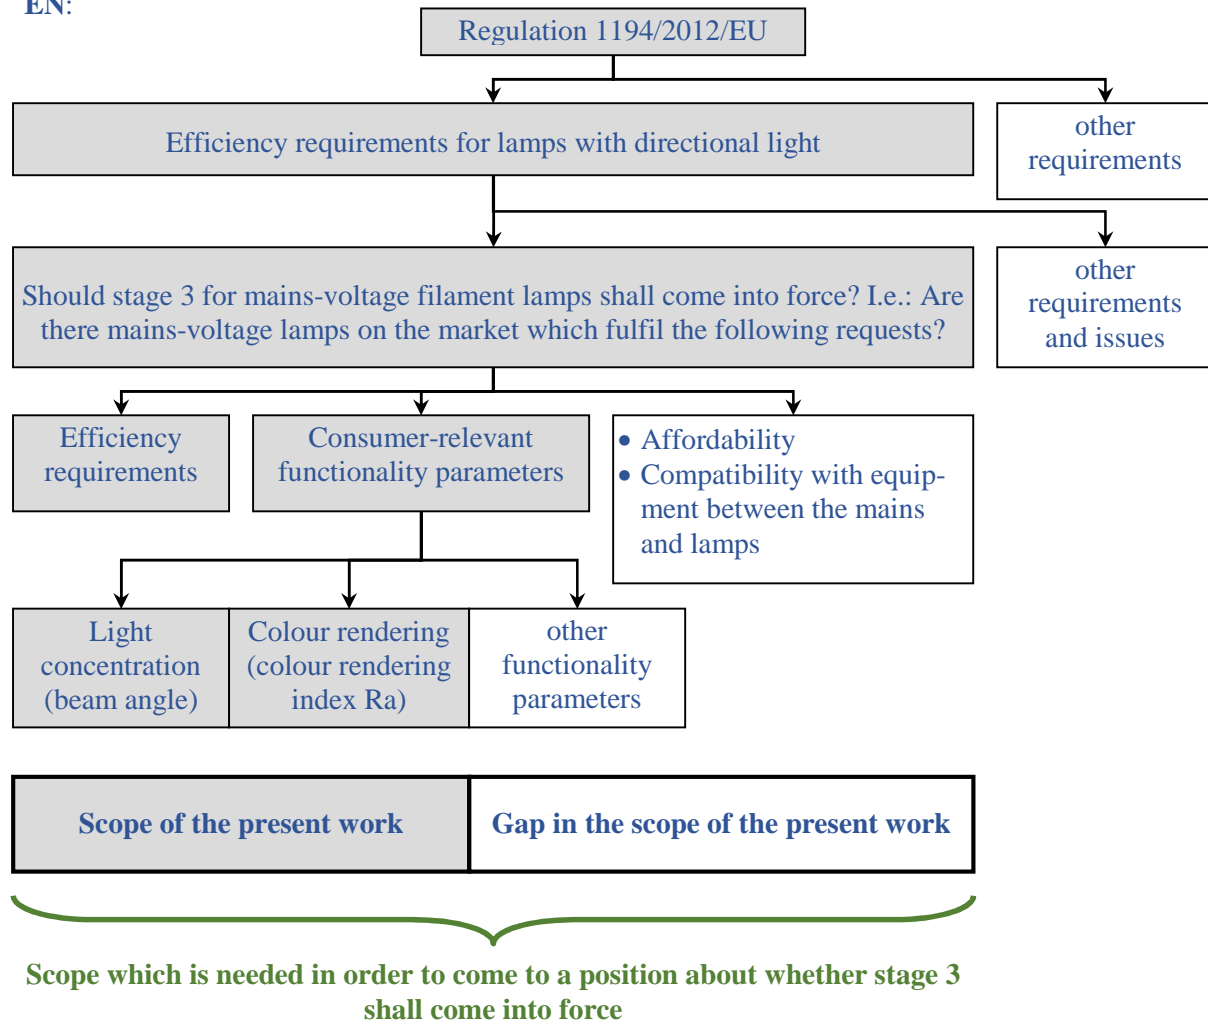 EN:
Regulation 1194/2012/EU
Efficiency requirements for lamps with directional light
other
requirements
Should stage 3 for mains-voltage filament lamps shall come into force? I.e.: Are
there mains-voltage lamps on the market which fulfil the following requests?
other
requirements
and issues
Efficiency
requirements
Consumer-relevant
functionality parameters
• Affordability
• Compatibility with equip-
ment between the mains
and lamps
Light
concentration
(beam angle)
Colour rendering
(colour rendering
index Ra)
other
functionality
parameters
Scope of the present work
Gap in the scope of the present work
Scope which is needed in order to come to a position about whether stage 3
shall come into force